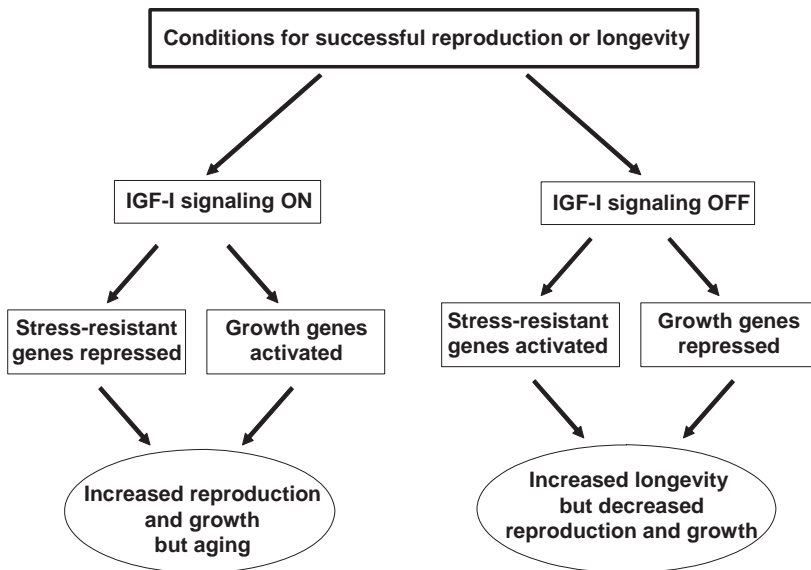 Conditions for successful reproduction or longevity
IGF-I signaling ON
IGF-I signaling OFF
Stress-resistant
genes repressed
Growth genes
activated
Stress-resistant
genes activated
Growth genes
repressed
Increased reproduction
and growth
but aging
Increased longevity
but decreased
reproduction and growth